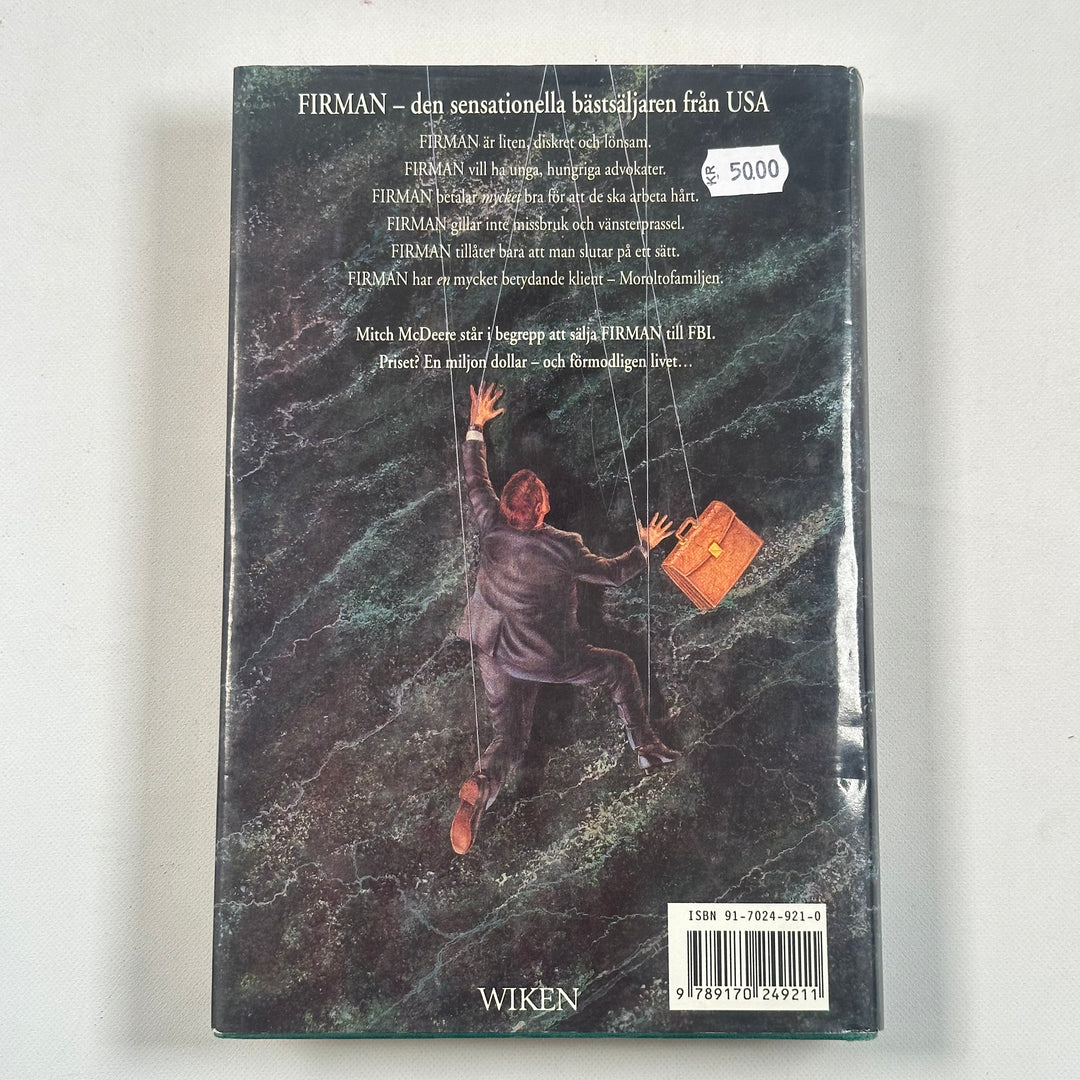 FIRMAN – den sensationella bästsäljaren från USA
FIRMAN är liten, diskret och lönsam.
FIRMAN vill ha unga, hungriga advokater.
KR 50.00
FIRMAN betalar mycket bra för att de ska arbeta hårt.
FIRMAN gillar inte missbruk och vänsterprassel.
FIRMAN tillåter bara att man slutar på ett sätt.
FIRMAN har en mycket betydande klient – Moroltofamiljen.
Mitch McDeere står i begrepp att sälja FIRMAN till FBI.
Priset? En miljon dollar – och förmodligen livet…
ISBN 91-7024-921-0
9 789170 249211
WIKEN